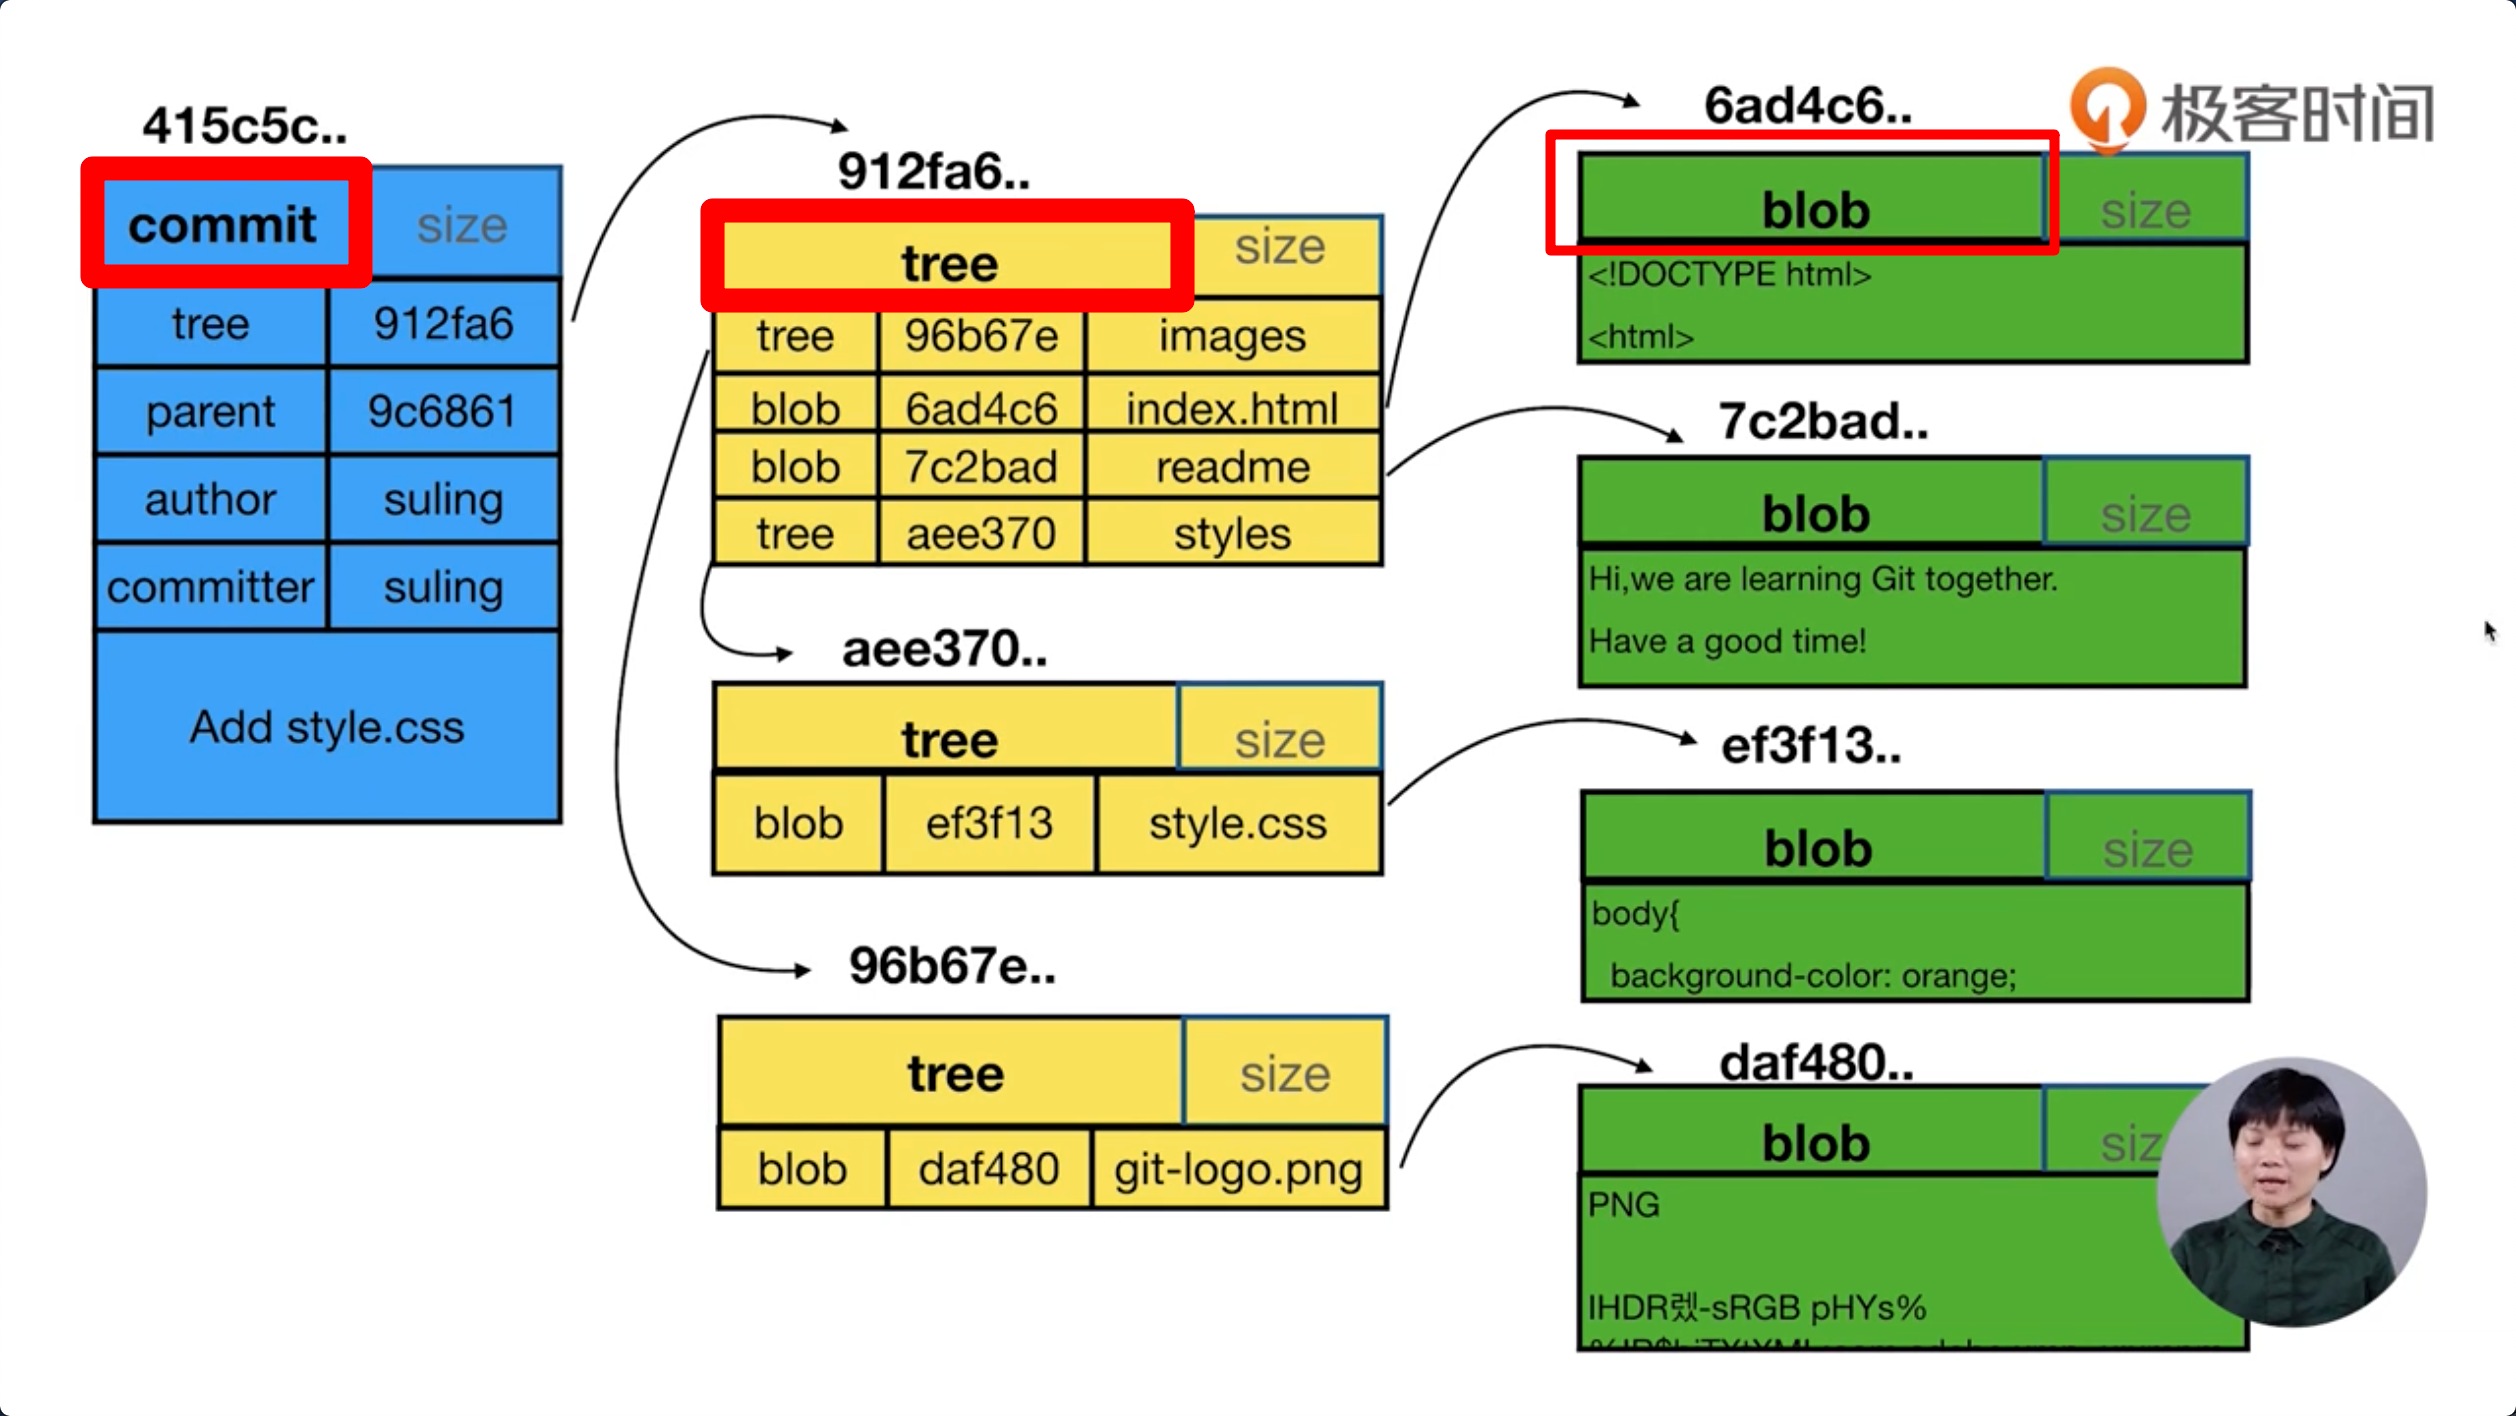 415c5c..
commit size
tree 912fa6
parent 9c6861
author suling
committer suling
Add style.css
912fa6..
tree size
tree 96b67e images
blob 6ad4c6 index.html
blob 7c2bad readme
tree aee370 styles
aee370..
tree size
blob ef3f13 style.css
96b67e..
tree size
blob daf480 git-logo.png
极客时间
6ad4c6..
blob size
<!DOCTYPE html>
<html>
7c2bad..
blob size
Hi,we are learning Git together.
Have a good time!
ef3f13..
blob size
body{
background-color: orange;
daf480..
blob siz
PNG
IHDR렜-sRGB pHYs%